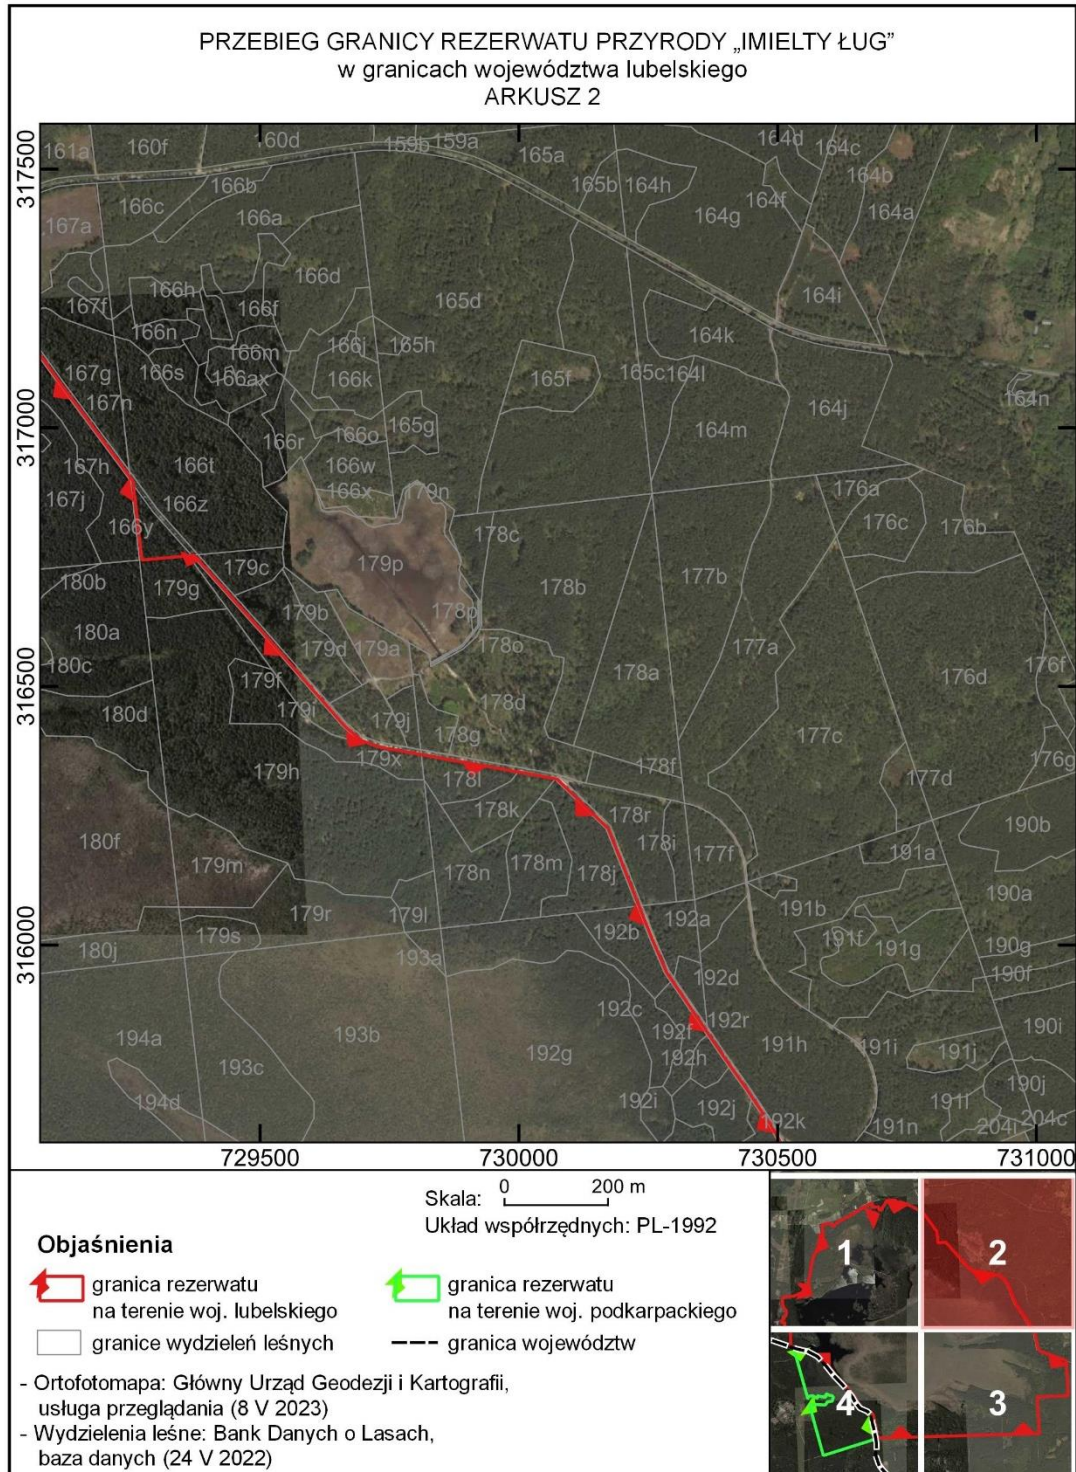 PRZEBIEG GRANICY REZERWATU PRZYRODY „IMIELTY ŁUG”
w granicach województwa lubelskiego
ARKUSZ 2
161a 160f 160d 159b 159a 165a 164d 164c
317500
166b 165b 164h 164b
166c 164f
167a 166a 164g 164a
166d
167f 166h 166f 165d 164i
166n 166j 165h 164k
166m
167g 166s 166ax 166k 165f 165c 164l
167n 164j 164n
317000
166r 166o 165g 164m
167h 166t 166w
167j 166z 166x 179n 176a
166y 178c 176c 176b
180b 179g 179c 179p 177b
179b 178p 178b
180a 179d 179a 178o 177a
180c 178a 176d 176f
316500
179f 178d
180d 179i 179j 178g 177c
179x 178f 176g
179h 178l 177d
178k 178r 190b
180f 178i 177f 191a
179m 178n 178m 178j 190a
179r 179l 192a 191b
179s 192b 191f
316000
180j 193a 191g 190g
192d 190f
192c
194a 193b 192f 192r 190i
193c 192g 192h 191h 191i 191j
190j
194d 192i 192j 191l
192k 191n 204i 204c
729500 730000 730500 731000
Skala: 0 200 m
Układ współrzędnych: PL-1992
Objaśnienia
granica rezerwatu
na terenie woj. lubelskiego
granica rezerwatu
na terenie woj. podkarpackiego
granice wydzieleń leśnych
granica województw
- Ortofotomapa: Główny Urząd Geodezji i Kartografii,
usługa przeglądania (8 V 2023)
- Wydzielenia leśne: Bank Danych o Lasach,
baza danych (24 V 2022)
1 2
4 3